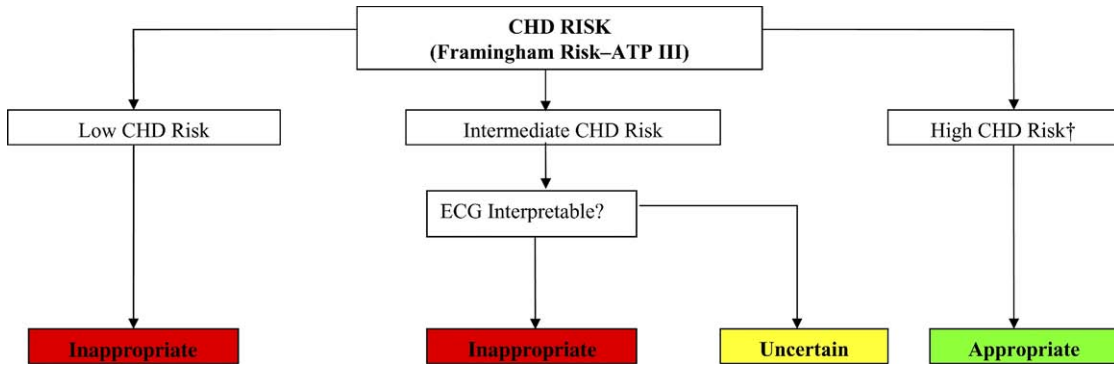 CHD RISK
(Framingham Risk–ATP III)
Low CHD Risk
Intermediate CHD Risk
High CHD Risk†
ECG Interpretable?
Inappropriate
Inappropriate
Uncertain
Appropriate